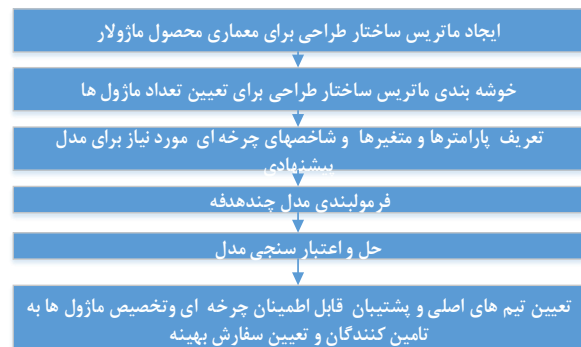 ایجاد ماتریس ساختار طراحی برای معماری محصول ماژولار
خوشه بندی ماتریس ساختار طراحی برای تعیین تعداد ماژول ها
تعریف پارامترها و متغیرها و شاخصهای چرخه ای مورد نیاز برای مدل
پیشنهادی
فرمولبندی مدل چندهدفه
حل و اعتبار سنجی مدل
تعیین تیم های اصلی و پشتیبان قابل اطمینان چرخه ای وتخصیص ماژول ها به
تامین کنندگان و تعیین سفارش بهینه